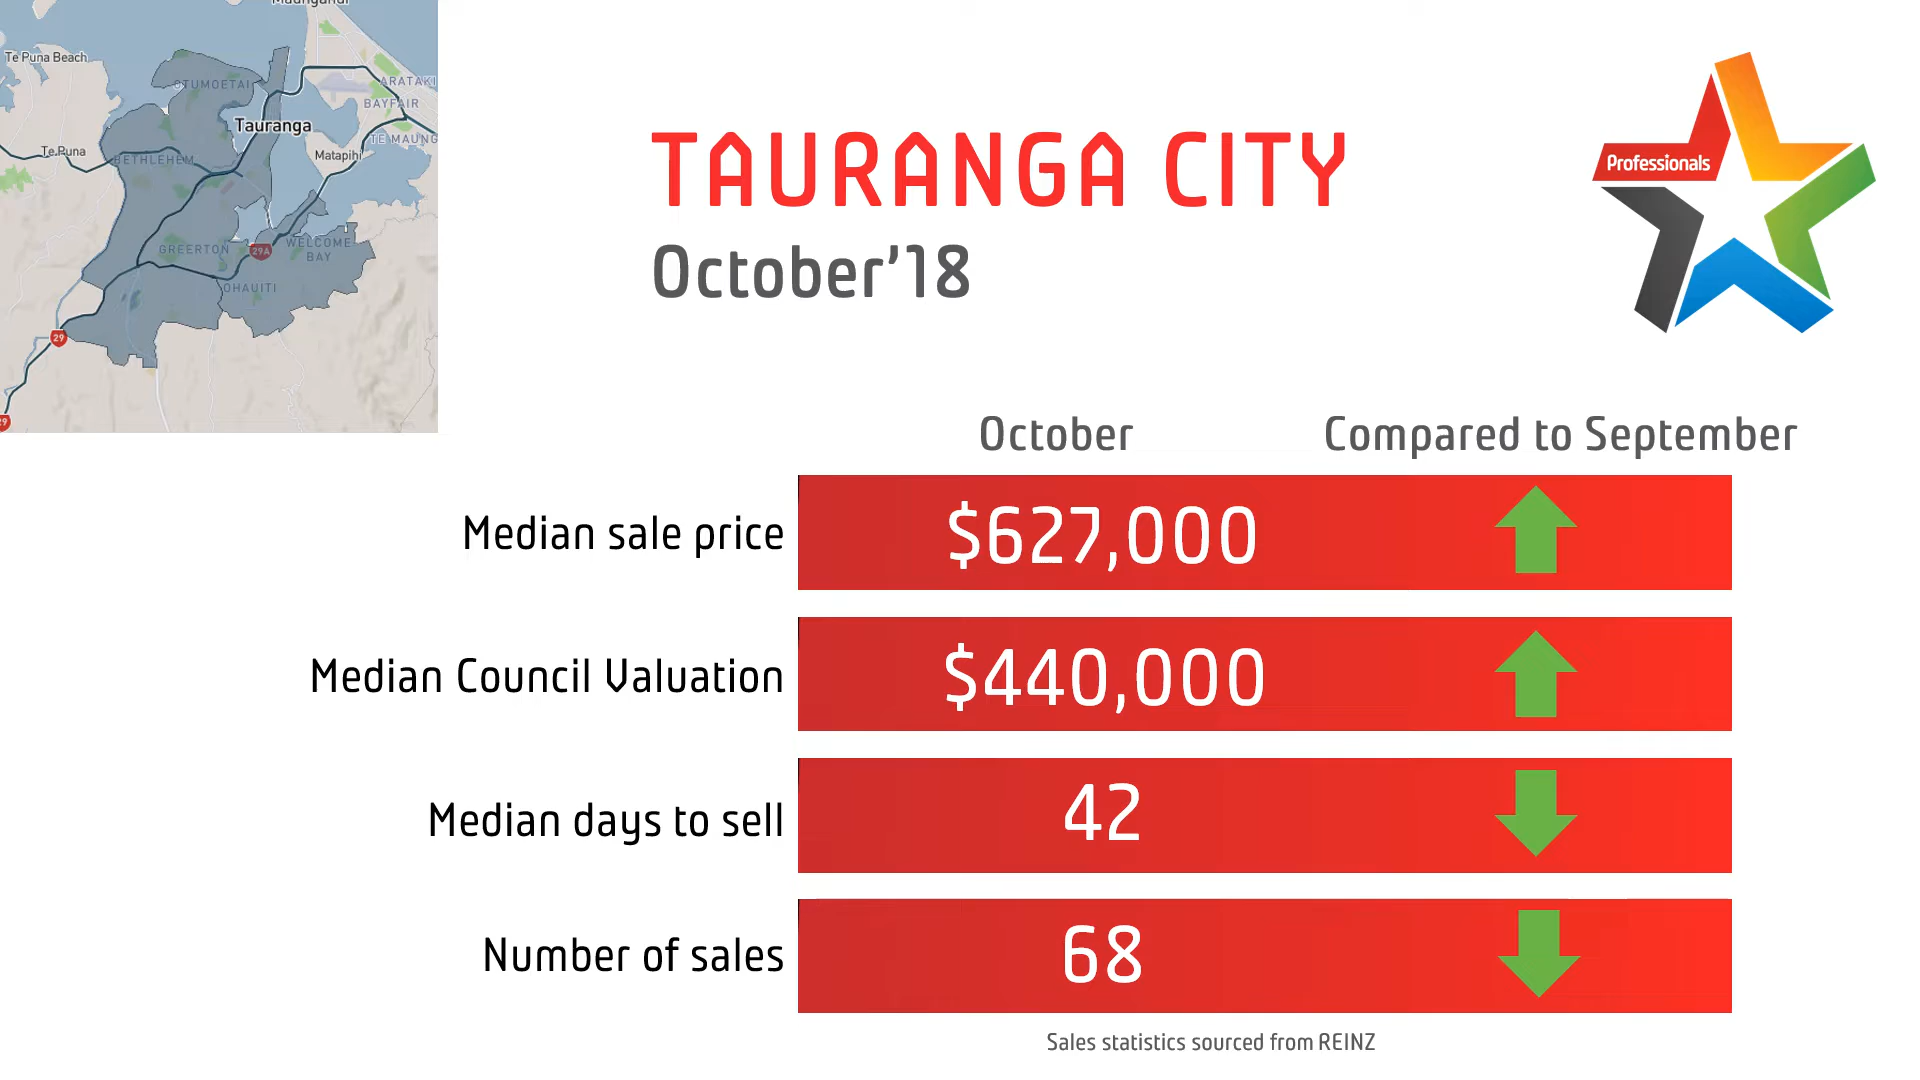 Te Puna Beach
OTUMOETAI
ARATAKI
BAYFAIR
Tauranga
TE MAUNG
Te Puna
BETHLEHEM
Matapihi
GREERTON
29A
WELCOME
BAY
OHAUITI
29
TAURANGA CITY
October'18
Professionals
October
Compared to September
Median sale price
$627,000
Median Council Valuation
$440,000
Median days to sell
42
Number of sales
68
Sales statistics sourced from REINZ